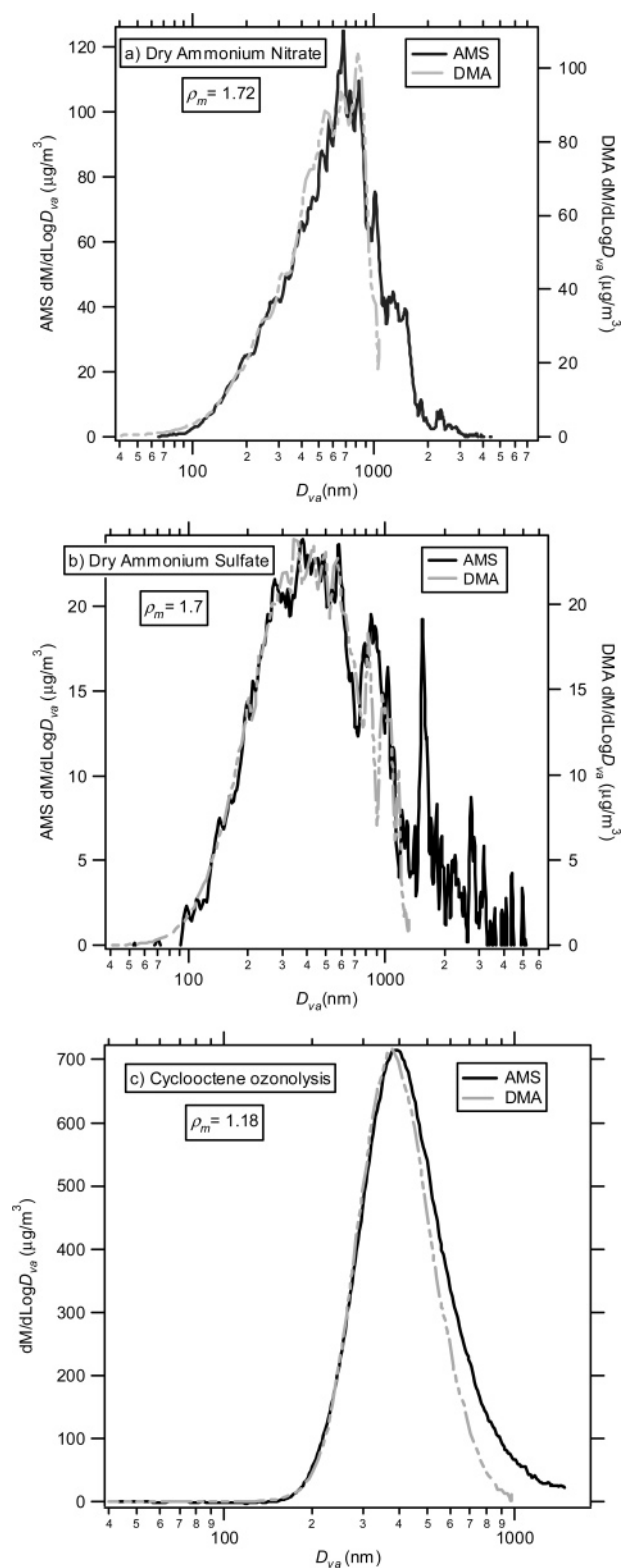 a) Dry Ammonium Nitrate
ρm = 1.72
AMS
DMA
120
100
80
60
40
20
0
AMS dM/dLogDva (μg/m3)
100
80
60
40
20
0
DMA dM/dLogDva (μg/m3)
4 5 6 7 2 3 4 5 6 7 2 3 4 5 6 7
100 1000
Dva(nm)
b) Dry Ammonium Sulfate
ρm = 1.7
AMS
DMA
20
15
10
5
0
AMS dM/dLogDva (μg/m3)
20
15
10
5
0
DMA dM/dLogDva (μg/m3)
4 5 6 7 2 3 4 5 6 7 2 3 4 5 6
100 1000
Dva(nm)
c) Cyclooctene ozonolysis
ρm = 1.18
AMS
DMA
700
600
500
400
300
200
100
0
dM/dLogDva (μg/m3)
4 5 6 7 8 9 2 3 4 5 6 7 8 9
100 1000
Dva (nm)